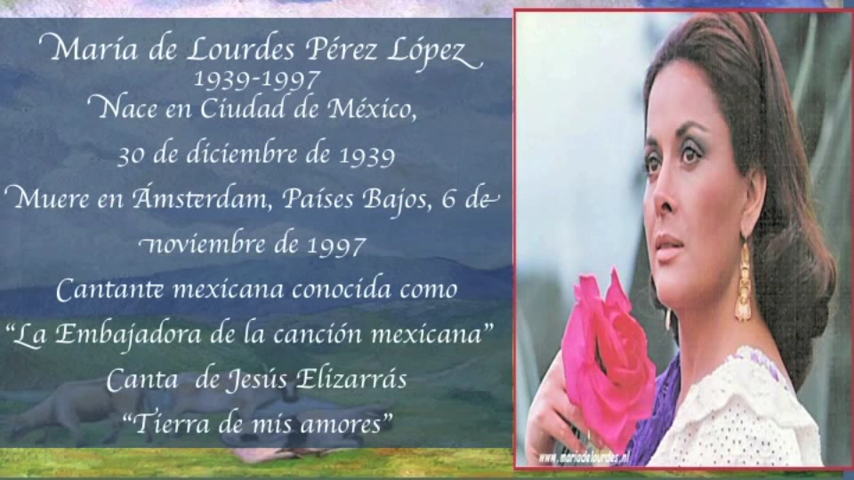 María de Lourdes Pérez López
1939-1997
Nace en Ciudad de México,
30 de diciembre de 1939
Muere en Ámsterdam, Países Bajos, 6 de
noviembre de 1997
Cantante mexicana conocida como
“La Embajadora de la canción mexicana”
Canta de Jesús Elizarrás
“Tierra de mis amores”
www.mariadelourdes.nl